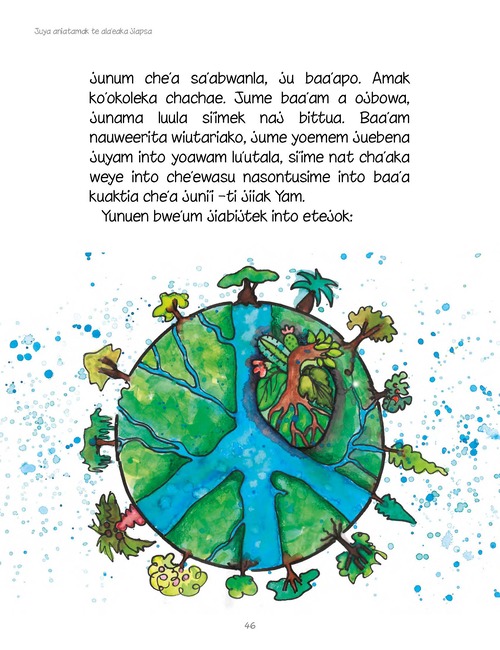 Juya aniatamak te ala'eaka Jiapsa
junum che'a sa'abwanla, ju baa'apo. Amak
ko'okoleka chachae. Jume baa'am a ojbowa,
junama luula si'imek naj bittua. Baa'am
nauweerita wiutariako, jume yoemem juebena
juyam into yoawam lu'utala, si'ime nat cha'aka
weye into che'ewasu nasontusime into baa'a
kuaktia che'a juni'i –ti jiiak Yam.
Yunuen bwe'um jiabijtek into etejok:
46